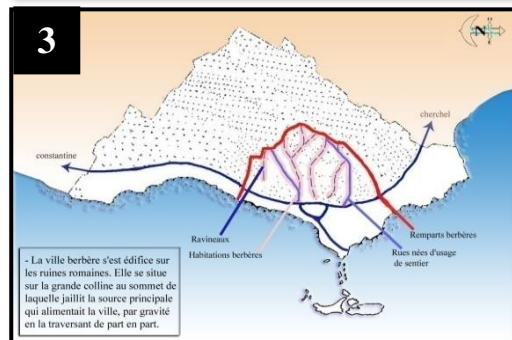 3
N
cherchel
constantine
Ravineaux
Habitations berbères
Remparts berbères
Rues nées d'usage
de sentier
- La ville berbère s'est édifice sur
les ruines romaines. Elle se situe
sur la grande colline au sommet de
laquelle jaillit la source principale
qui alimentait la ville, par gravité
en la traversant de part en part.